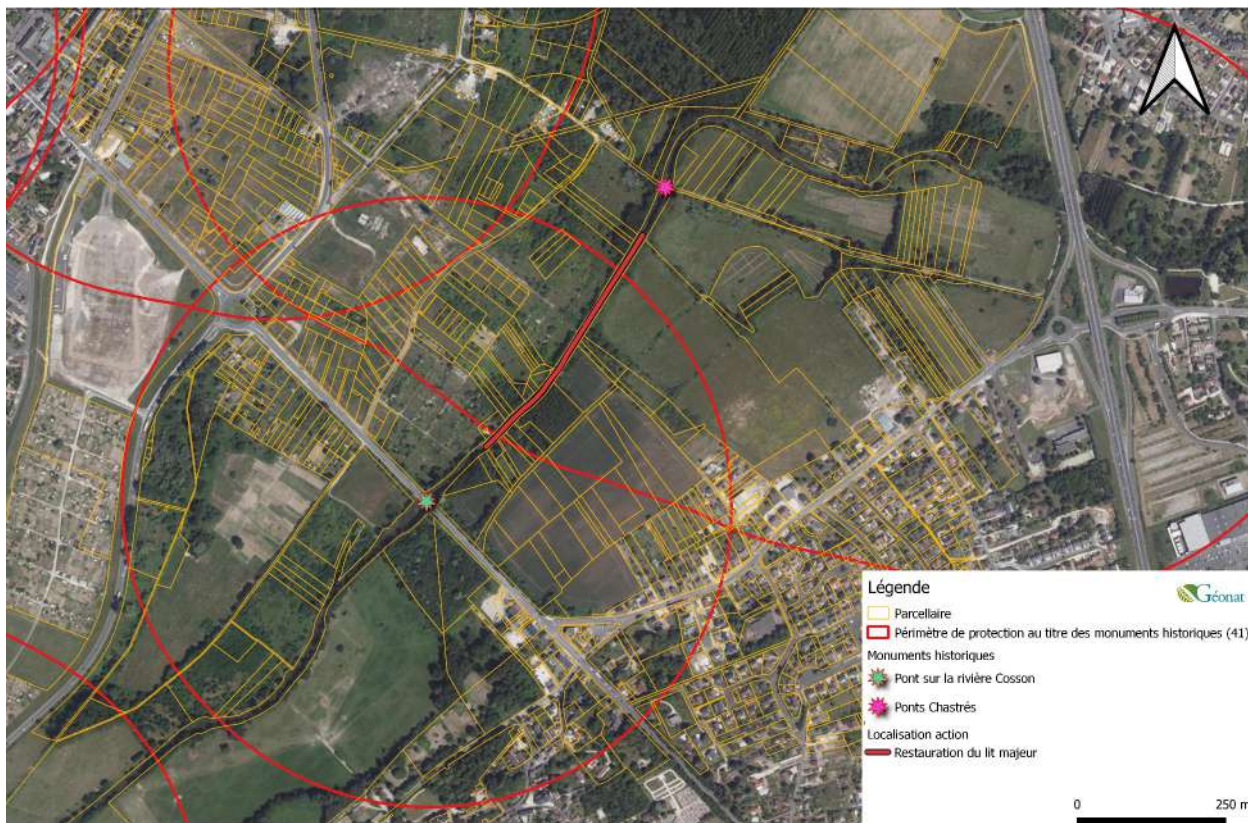 Légende
Géonat
Parcellaire
Périmètre de protection au titre des monuments historiques (41)
Monuments historiques
Pont sur la rivière Cosson
Ponts Chastrés
Localisation action
Restauration du lit majeur
0 250 m